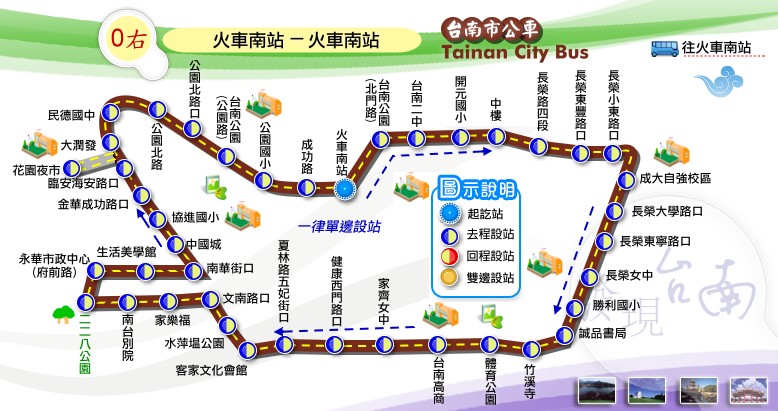 0右
火車南站－火車南站
台南市公車
Tainan City Bus
往火車南站
火車南站
台南公園
(北門路)
台南二中
開元國小
中樓
長榮路四段
長榮東豐路口
長榮小東路口
成大自強校區
長榮大學路口
長榮東寧路口
長榮女中
勝利國小
誠品書局
竹溪寺
體育公園
台南高商
家齊女中
健康西門路口
夏林路五妃街口
客家文化會館
水萍塭公園
文南路口
家樂福
南台別院
二二八公園
永華市政中心
(府前路)
生活美學館
南華街口
中國城
協進國小
金華成功路口
臨安海安路口
花園夜市
大潤發
民德國中
公園北路
公園北路口
台南公園
(公園路)
公園國小
成功路
一律單邊設站
圖示說明
起訖站
去程設站
回程設站
雙邊設站
發現
台南